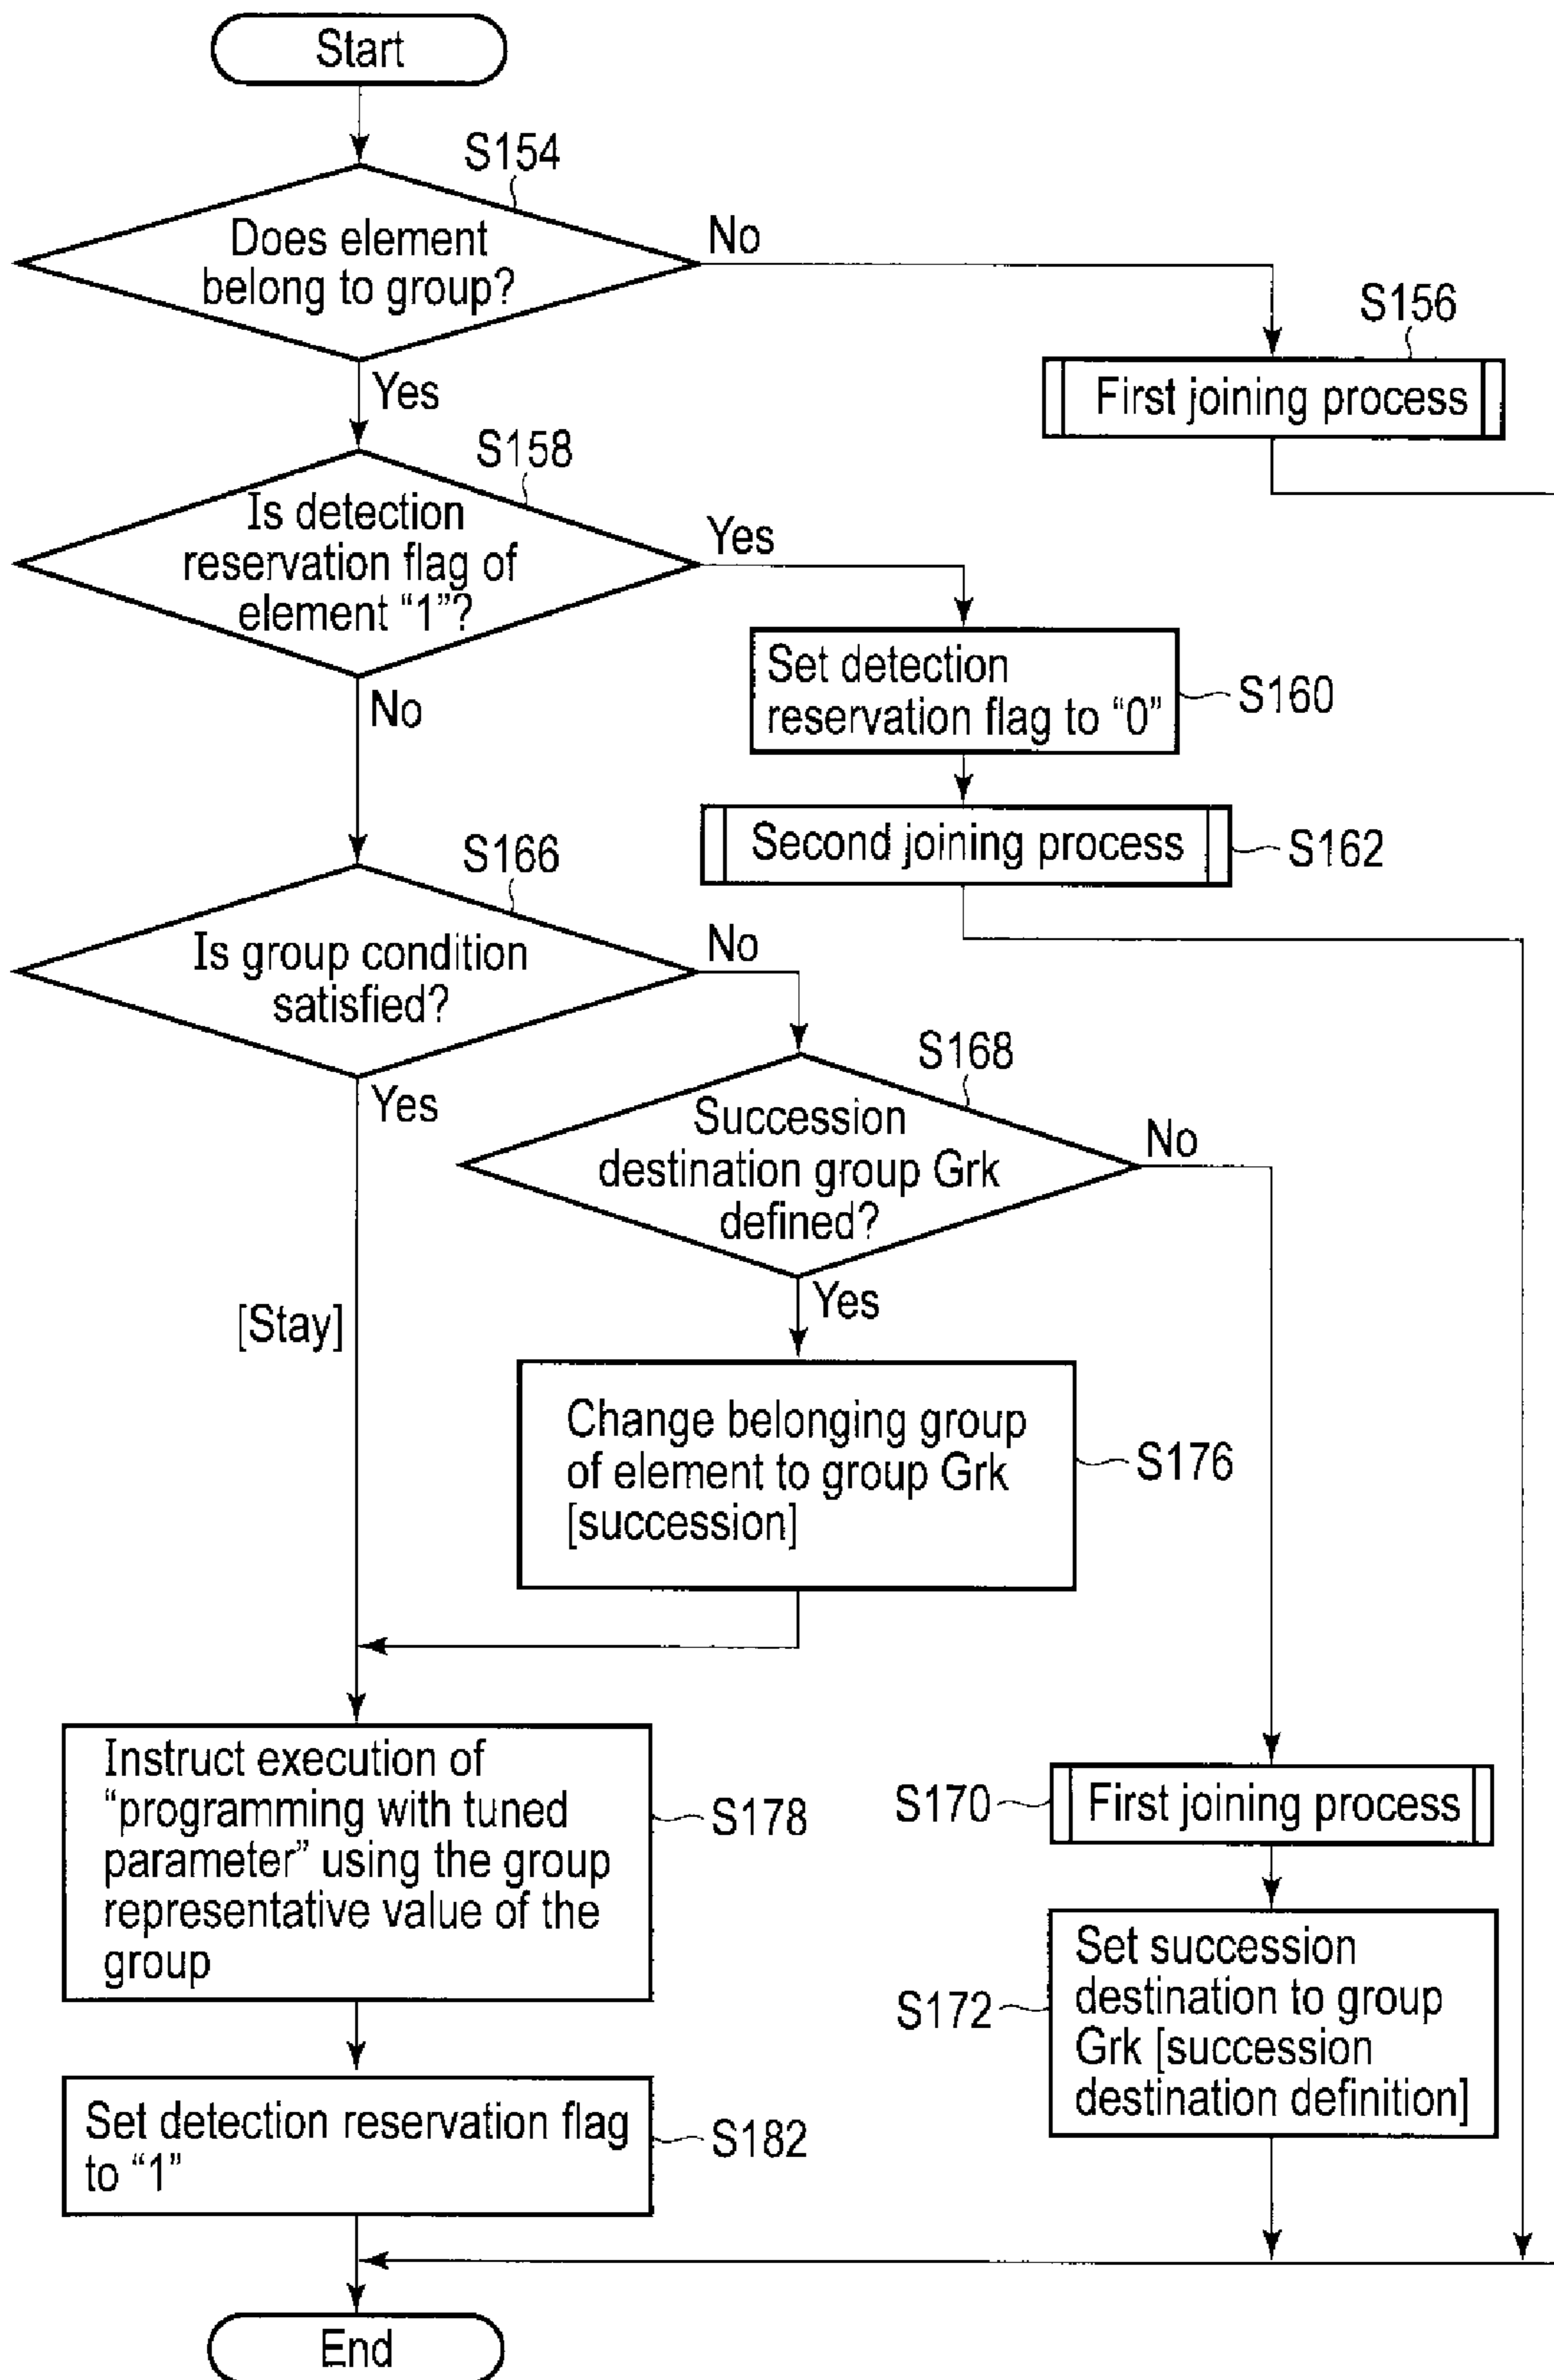 Start
S154
Does element
belong to group?
No
S156
First joining process
Yes
S158
Is detection
reservation flag of
element “1”?
Yes
Set detection
reservation flag to “0”
S160
No
Second joining process
S162
S166
Is group condition
satisfied?
No
S168
Yes
Succession
destination group Grk
defined?
No
[Stay]
Yes
Change belonging group
of element to group Grk
[succession]
S176
Instruct execution of
“programming with tuned
parameter” using the group
representative value of the
group
S178
S170
First joining process
S172
Set succession
destination to group
Grk [succession
destination definition]
Set detection reservation flag
to “1”
S182
End